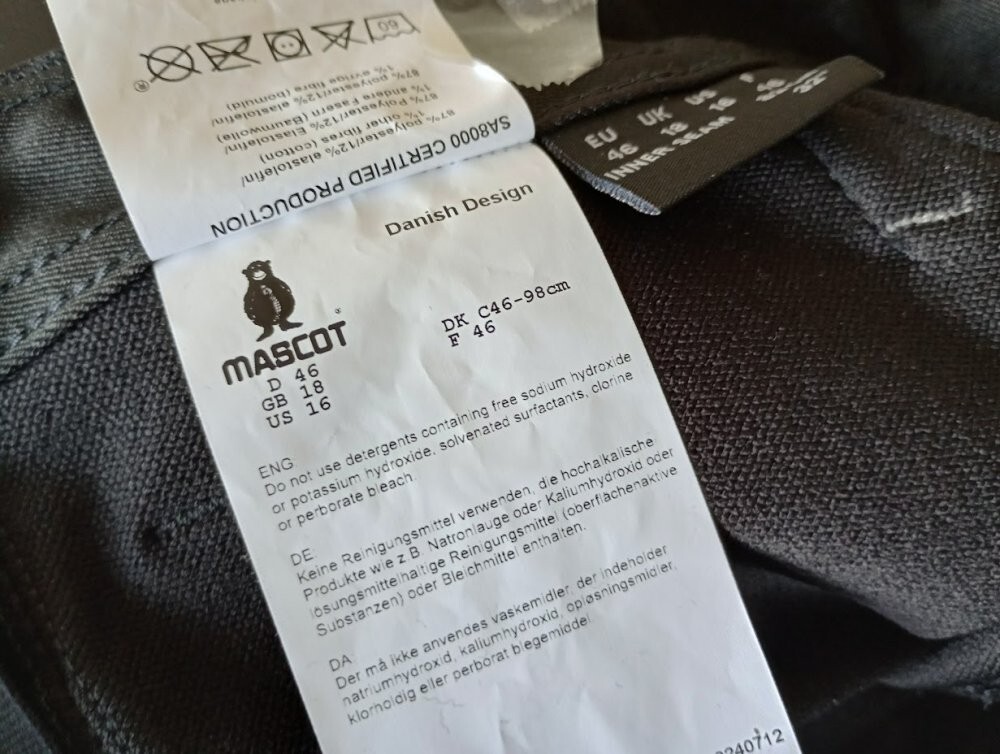 60
87% polyester/12% elastolefin/
1% øvrige fibre (bomuld)
87% Polyester/12% Elastolefin/
1% andere Fasern (Baumwolle)
87% polyester/12% elastolefin/
1% other fibres (cotton)
SA8000 CERTIFIED PRODUCTION
EU UK US F
46 18 16 46
INNER-SEAM
Danish Design
MASCOT®
D 46
GB 18
US 16
DK C46-98cm
F 46
ENG
Do not use detergents containing free sodium hydroxide
or potassium hydroxide, solvenated surfactants, clorine
or perborate bleach.
DE:
Keine Reinigungsmittel verwenden, die hochalkalische
Produkte wie z.B. Natronlauge oder Kaliumhydroxid oder
lösungsmittelhaltige Reinigungsmittel (oberflächenaktive
Substanzen) oder Bleichmittel enthalten.
DA:
Der må ikke anvendes vaskemidler, der indeholder
natriumhydroxid, kaliumhydroxid, opløsningsmidler,
klorholdig eller perborat blegemiddel.
240712